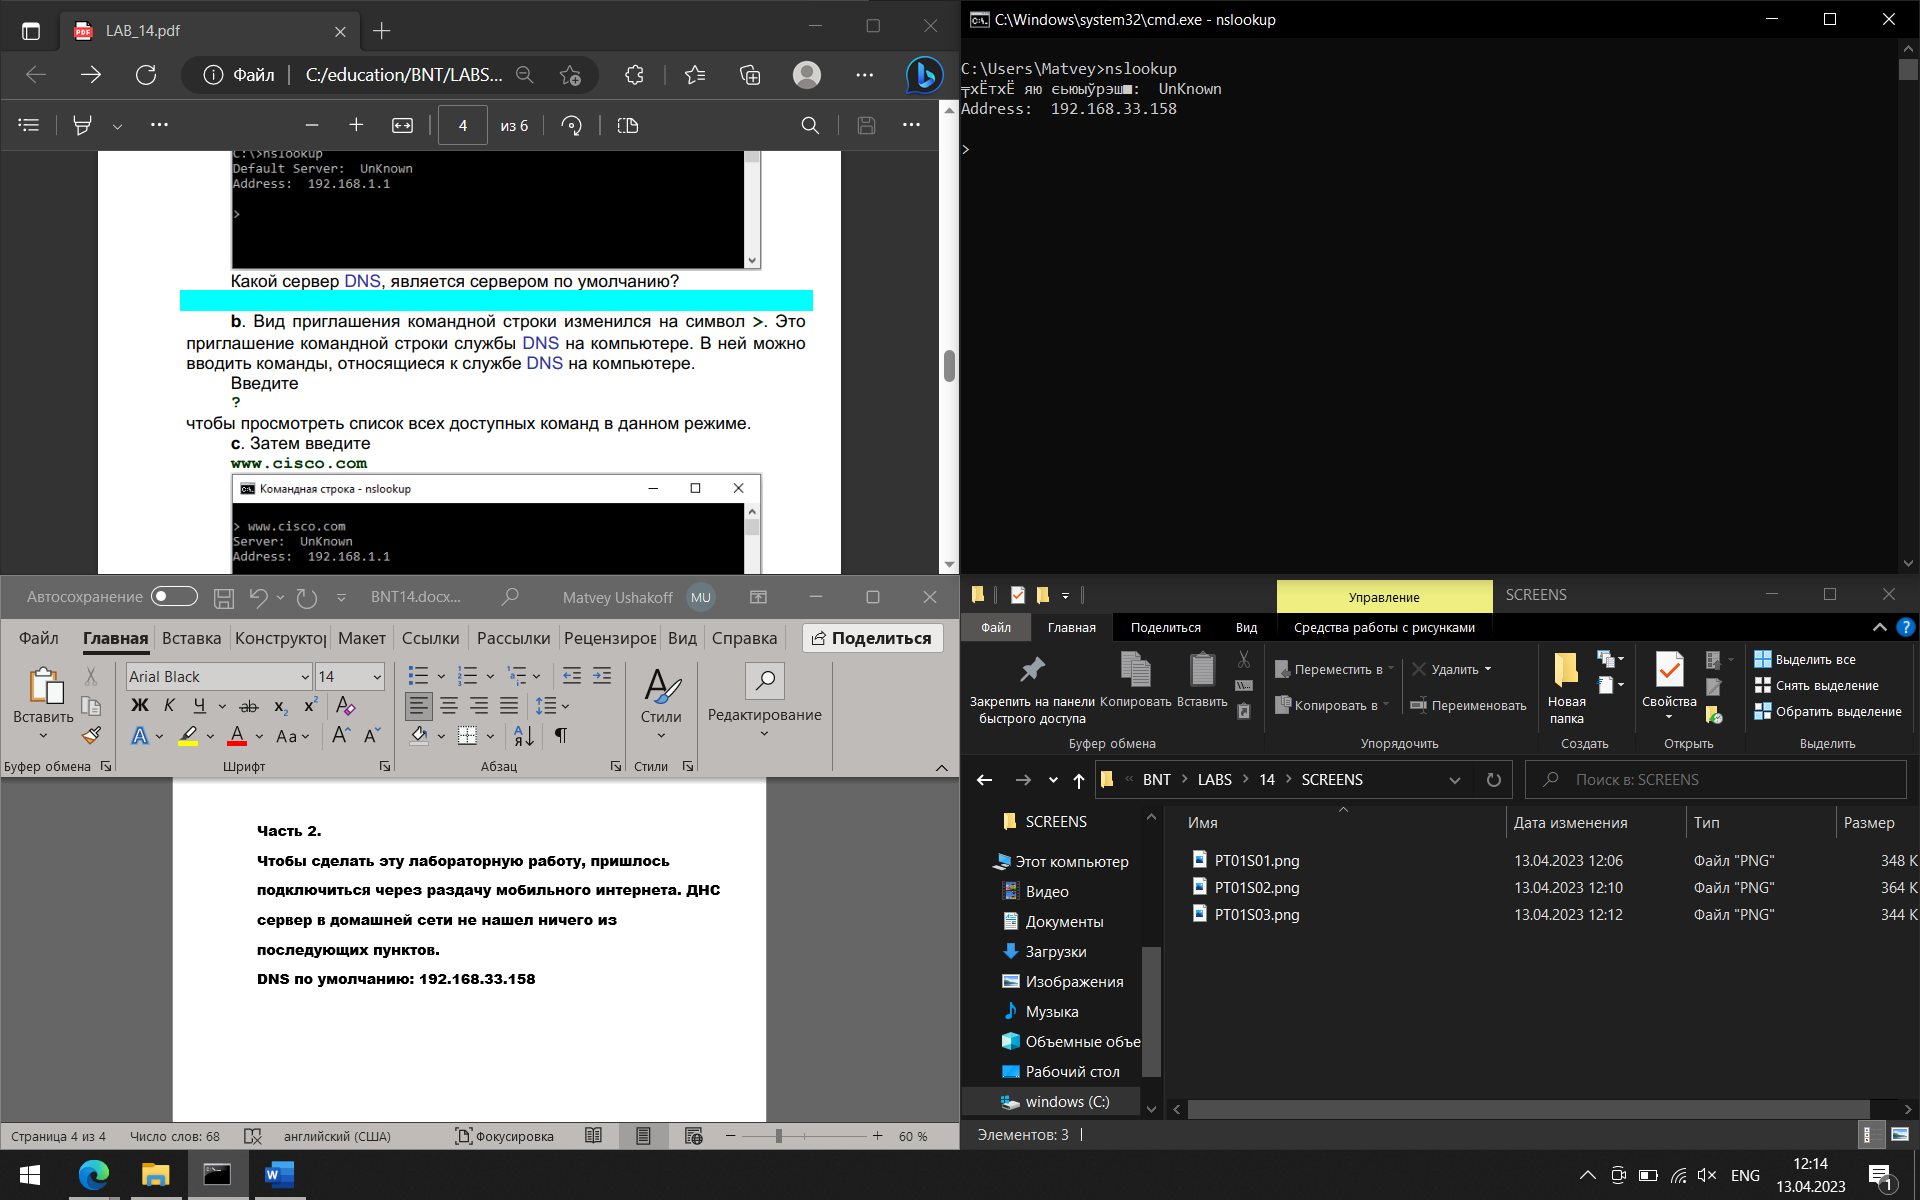 LAB_14.pdf
Файл
C:/education/BNT/LABS...
4
из 6
C:\>nslookup
Default Server:  UnKnown
Address:  192.168.1.1
>
Какой сервер DNS, является сервером по умолчанию?
b. Вид приглашения командной строки изменился на символ >. Это
приглашение командной строки службы DNS на компьютере. В ней можно
вводить команды, относящиеся к службе DNS на компьютере.
Введите
?
чтобы просмотреть список всех доступных команд в данном режиме.
c. Затем введите
www.cisco.com
Командная строка - nslookup
> www.cisco.com
Server:  UnKnown
Address:  192.168.1.1
C:\Windows\system32\cmd.exe - nslookup
C:\Users\Matvey>nslookup
╤хЁтхЁ яю єьюыўрэш■:  UnKnown
Address:  192.168.33.158
>
Автосохранение
BNT14.docx...
Matvey Ushakoff
MU
Файл
Главная
Вставка
Конструктор
Макет
Ссылки
Рассылки
Рецензиров
Вид
Справка
Поделиться
Вставить
Arial Black
14
Ж К Ч ab x₂ x²
A A Aa A A
Стили
Редактирование
Буфер обмена
Шрифт
Абзац
Стили
Часть 2.
Чтобы сделать эту лабораторную работу, пришлось
подключиться через раздачу мобильного интернета. ДНС
сервер в домашней сети не нашел ничего из
последующих пунктов.
DNS по умолчанию: 192.168.33.158
Страница 4 из 4
Число слов: 68
английский (США)
Фокусировка
60 %
Управление
SCREENS
Файл
Главная
Поделиться
Вид
Средства работы с рисунками
Закрепить на панели
быстрого доступа
Копировать
Вставить
Буфер обмена
Переместить в
Копировать в
Удалить
Переименовать
Упорядочить
Новая
папка
Создать
Свойства
Открыть
Выделить все
Снять выделение
Обратить выделение
Выделить
« BNT > LABS > 14 > SCREENS
Поиск в: SCREENS
SCREENS
Этот компьютер
Видео
Документы
Загрузки
Изображения
Музыка
Объемные объе
Рабочий стол
windows (C:)
Имя
Дата изменения
Тип
Размер
PT01S01.png
13.04.2023 12:06
Файл "PNG"
348 К
PT01S02.png
13.04.2023 12:10
Файл "PNG"
364 К
PT01S03.png
13.04.2023 12:12
Файл "PNG"
344 К
Элементов: 3
ENG
12:14
13.04.2023
1